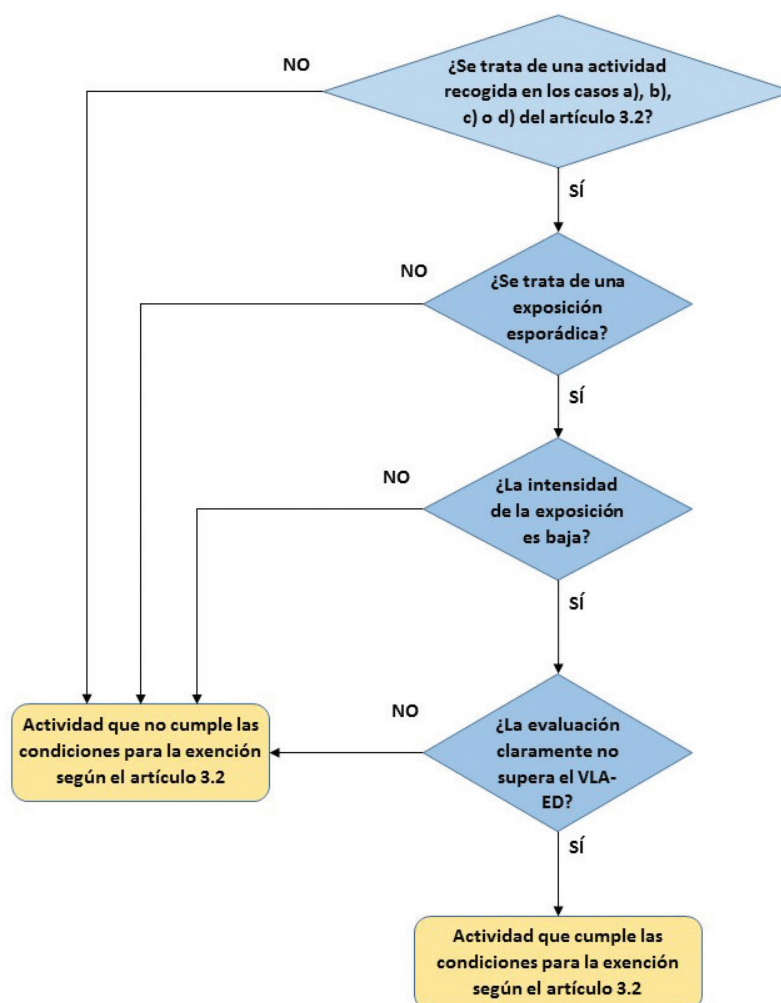 NO
¿Se trata de una actividad
recogida en los casos a), b),
c) o d) del artículo 3.2?
SÍ
NO
¿Se trata de una
exposición
esporádica?
SÍ
NO
¿La intensidad
de la exposición
es baja?
SÍ
Actividad que no cumple las
condiciones para la exención
según el artículo 3.2
NO
¿La evaluación
claramente no
supera el VLA-
ED?
SÍ
Actividad que cumple las
condiciones para la exención
según el artículo 3.2